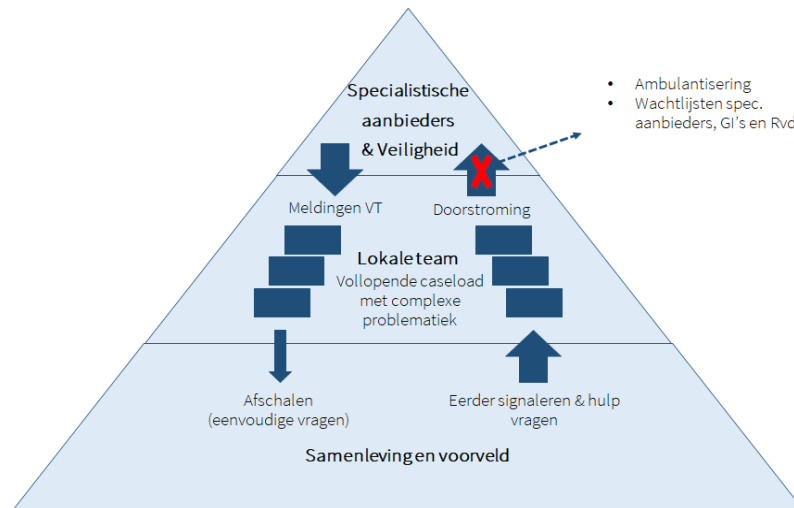 Specialistische
aanbieders
& Veiligheid
• Ambulantisering
• Wachtlijsten spec.
aanbieders, GI's en Rvd
Meldingen VT
Doorstroming
Lokale team
Vollopende caseload
met complexe
problematiek
Afschalen
(eenvoudige vragen)
Eerder signaleren & hulp
vragen
Samenleving en voorveld